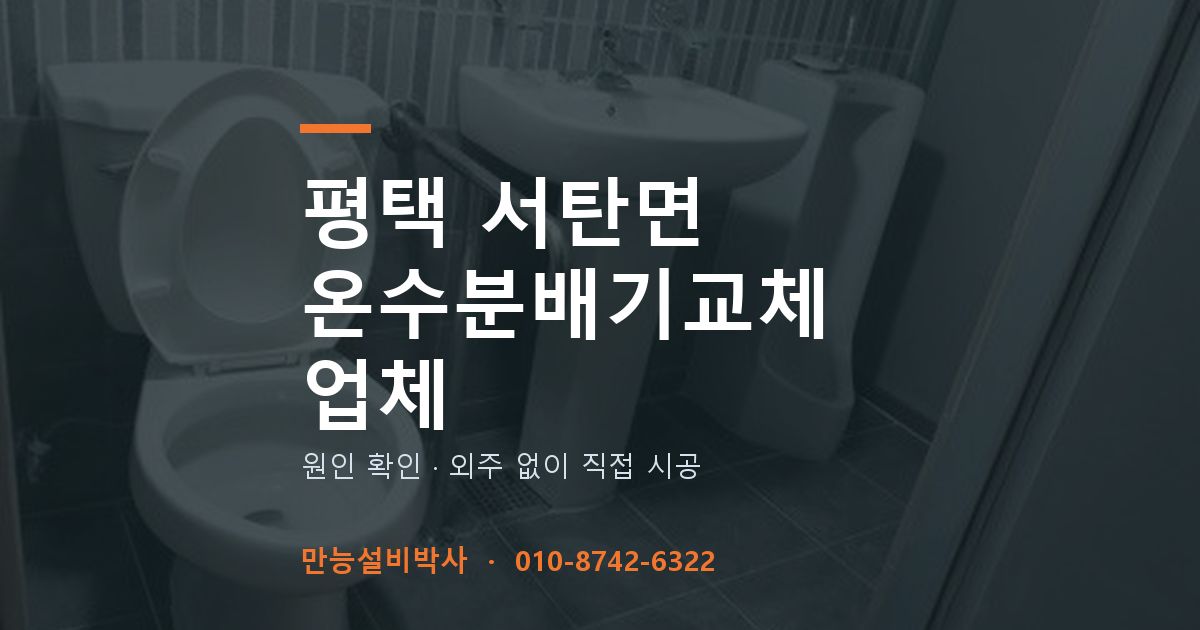 평택 서탄면
온수분배기교체
업체
원인 확인 · 외주 없이 직접 시공
만능설비박사 · 010-8742-6322